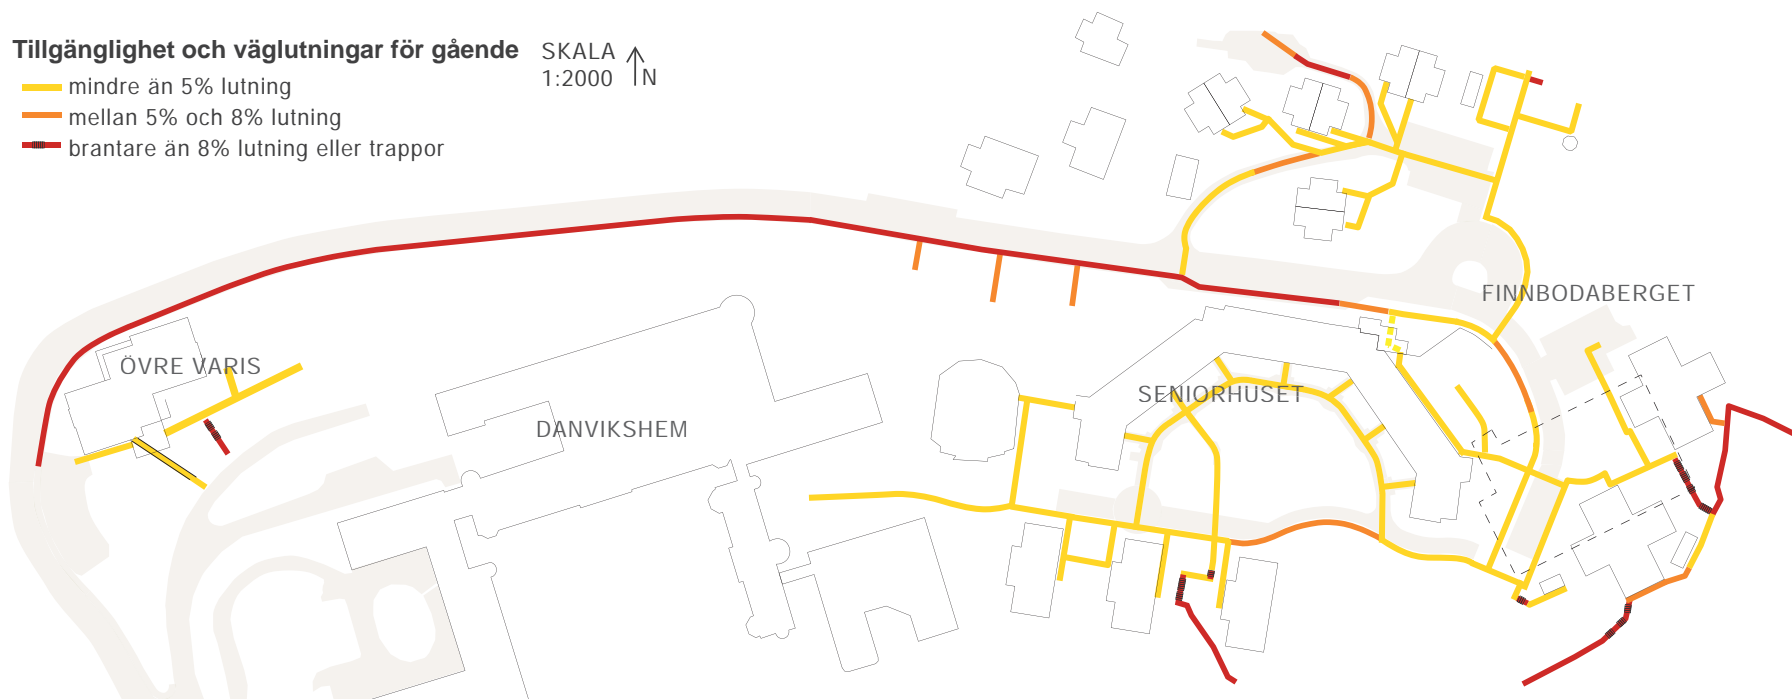 Tillgänglighet och väglutningar för gående
SKALA
1:2000
N
mindre än 5% lutning
mellan 5% och 8% lutning
brantare än 8% lutning eller trappor
FINNBODABERGET
ÖVRE VARIS
SENIORHUSET
DANVIKSHEM